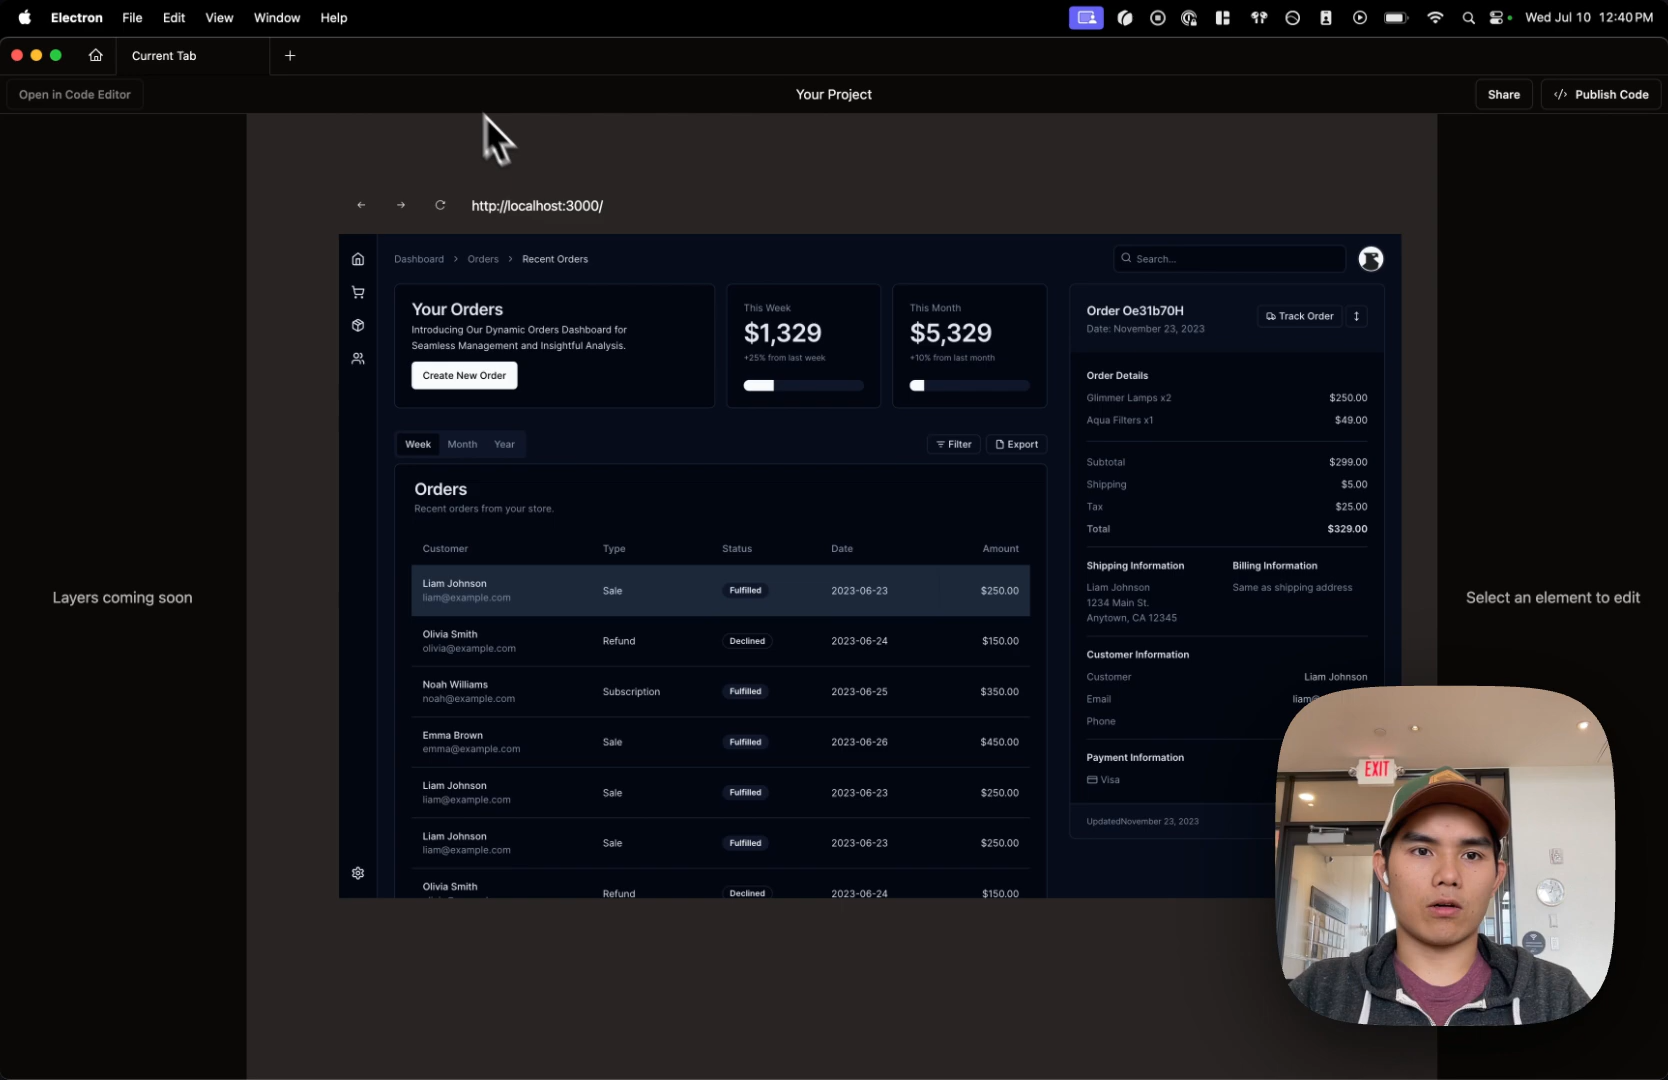 Electron File Edit View Window Help
Wed Jul 10 12:40 PM
Current Tab
Open in Code Editor
Your Project
Share
Publish Code
http://localhost:3000/
Dashboard Orders Recent Orders
Search...
Your Orders
Introducing Our Dynamic Orders Dashboard for
Seamless Management and Insightful Analysis.
Create New Order
This Week
$1,329
+25% from last week
This Month
$5,329
+10% from last month
Order Oe31b70H
Date: November 23, 2023
Track Order
Week Month Year
Filter
Export
Orders
Recent orders from your store.
Customer Type Status Date Amount
Liam Johnson
liam@example.com
Sale Fulfilled 2023-06-23 $250.00
Olivia Smith
olivia@example.com
Refund Declined 2023-06-24 $150.00
Noah Williams
noah@example.com
Subscription Fulfilled 2023-06-25 $350.00
Emma Brown
emma@example.com
Sale Fulfilled 2023-06-26 $450.00
Liam Johnson
liam@example.com
Sale Fulfilled 2023-06-23 $250.00
Liam Johnson
liam@example.com
Sale Fulfilled 2023-06-23 $250.00
Olivia Smith
Refund Declined 2023-06-24 $150.00
Order Details
Glimmer Lamps x2 $250.00
Aqua Filters x1 $49.00
Subtotal $299.00
Shipping $5.00
Tax $25.00
Total $329.00
Shipping Information
Liam Johnson
1234 Main St.
Anytown, CA 12345
Billing Information
Same as shipping address
Customer Information
Customer Liam Johnson
Email
Phone
Payment Information
Visa
UpdatedNovember 23, 2023
Layers coming soon
Select an element to edit
EXIT